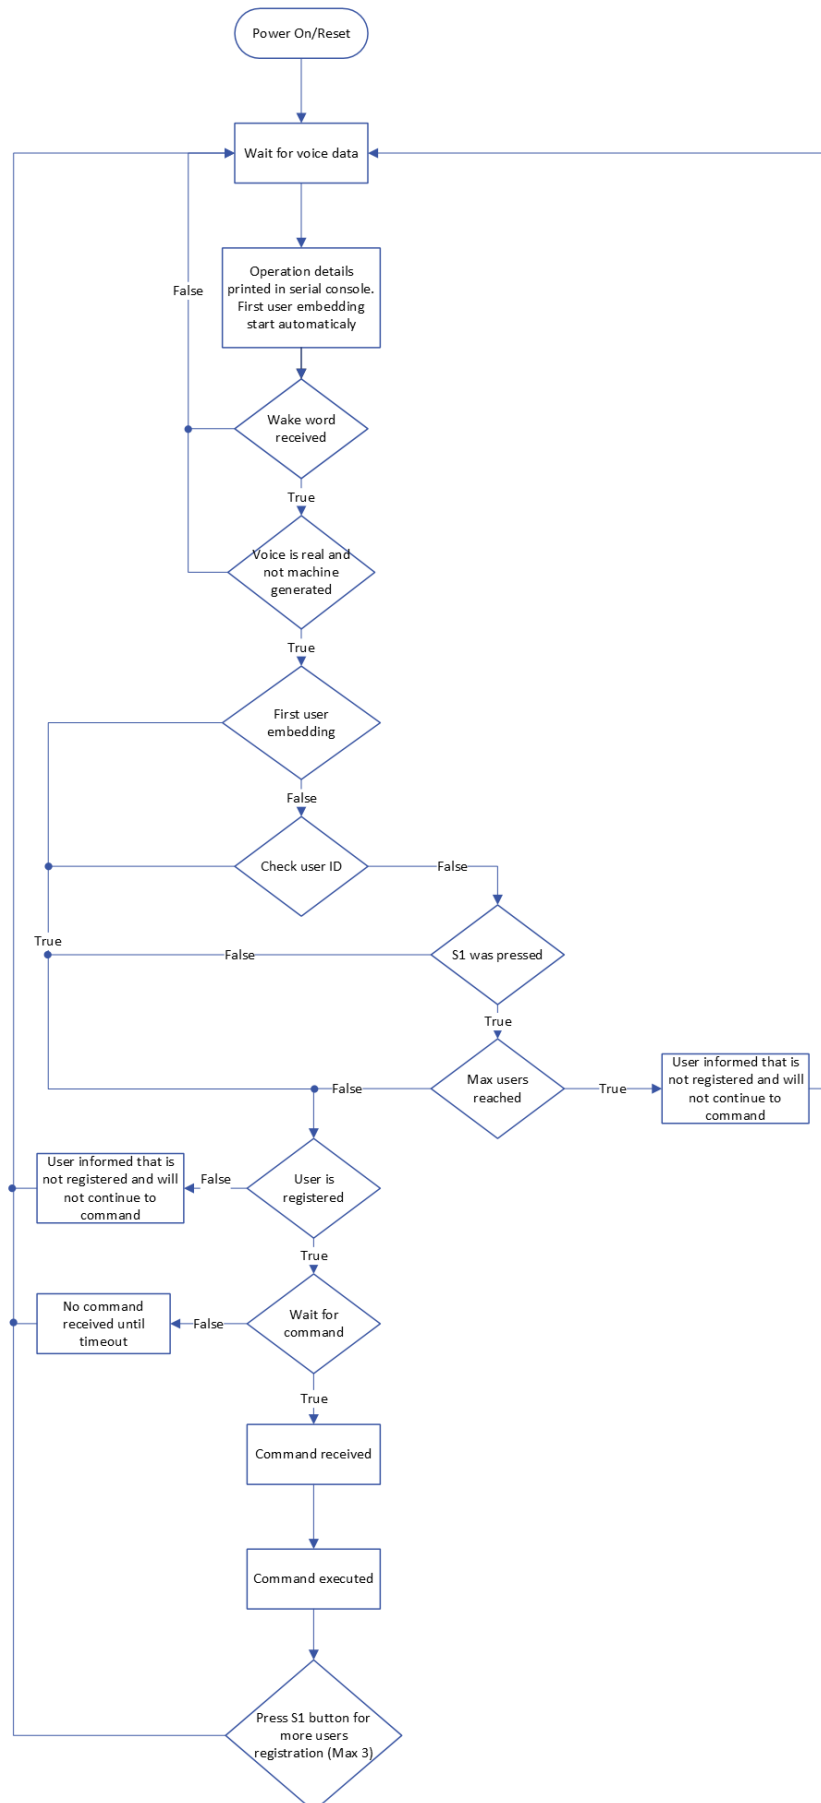 Power On/Reset
Wait for voice data
Operation details
printed in serial console.
First user embedding
start automaticaly
False
Wake word
received
True
Voice is real and
not machine
generated
True
First user
embedding
False
Check user ID
False
True
False
S1 was pressed
True
Max users
reached
False
True
User informed that is
not registered and will
not continue to
command
User is
registered
False
User informed that is
not registered and will
not continue to
command
True
Wait for
command
False
No command
received until
timeout
True
Command received
Command executed
Press S1 button for
more users
registration (Max 3)